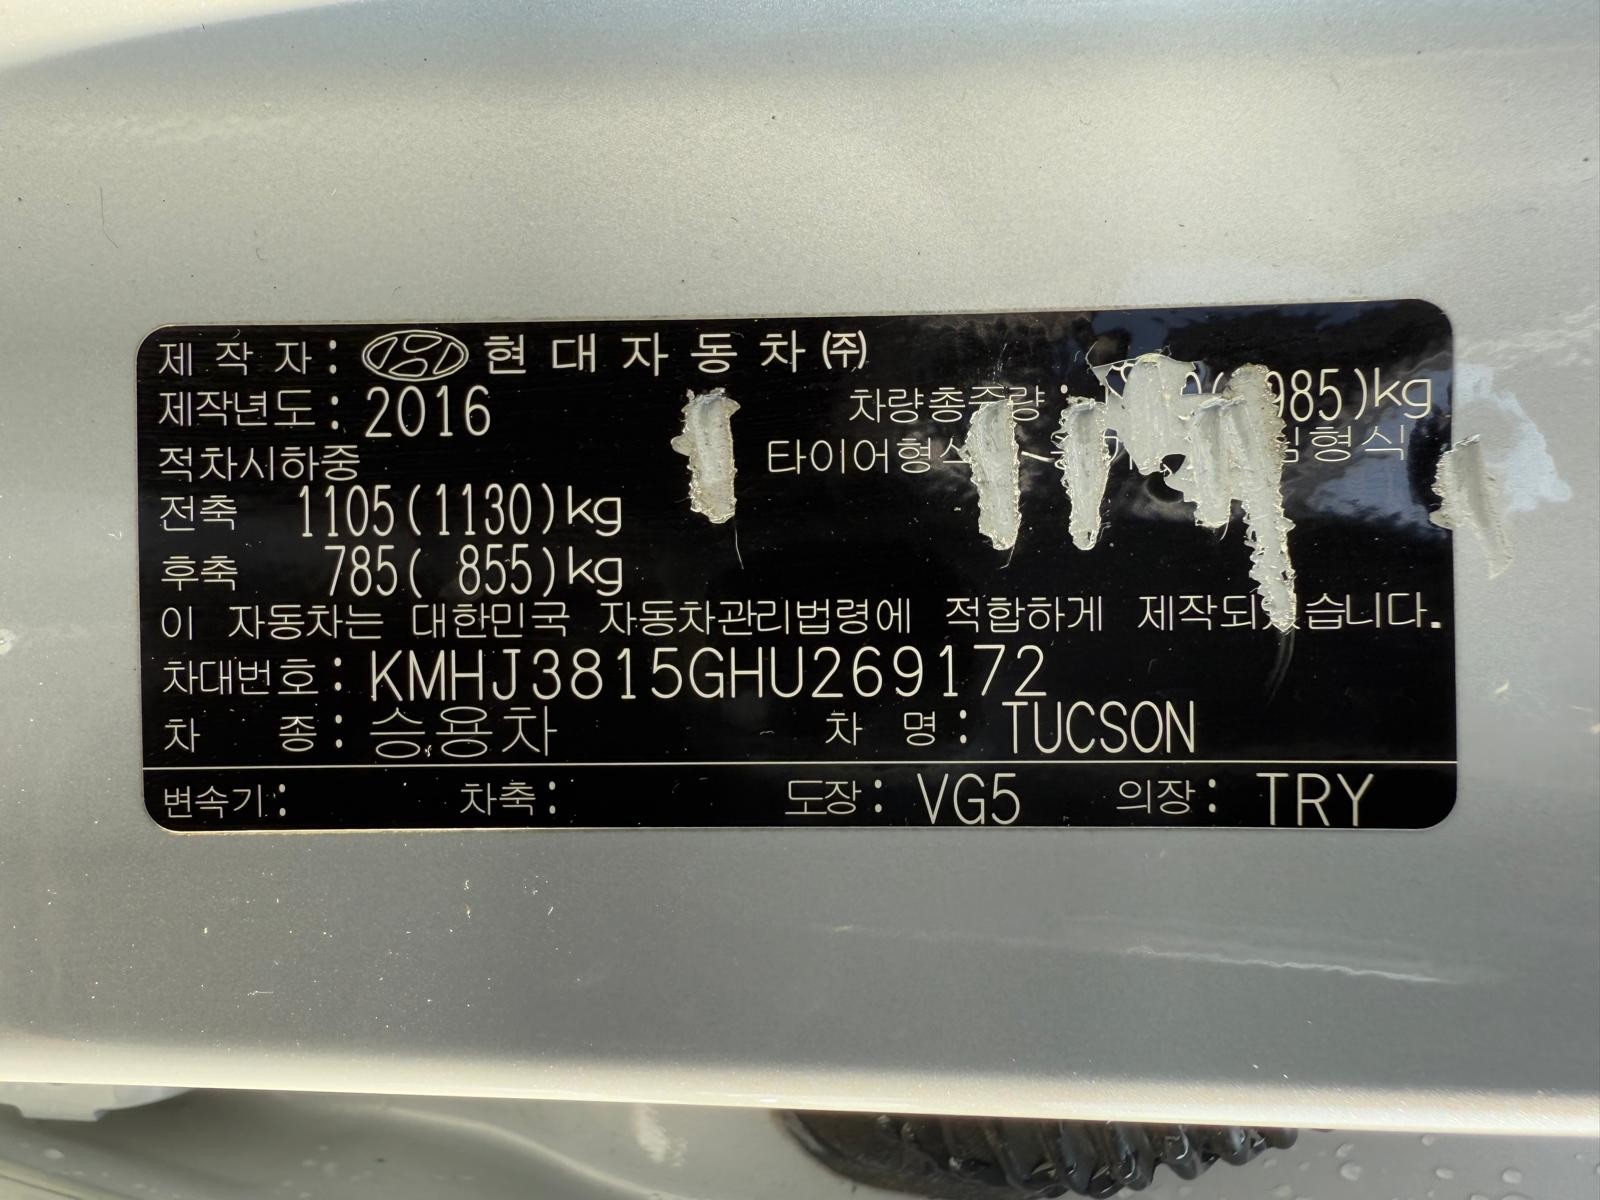 제 작 자 : 현 대 자 동 차 ㈜
제작년도 : 2016
차량총중량 : 985)kg
적차시하중
타이어형식
전축 1105(1130)kg
후축 785( 855)kg
이 자동차는 대한민국 자동차관리법령에 적합하게 제작되었습니다.
차대번호 : KMHJ3815GHU269172
차 종 : 승용차 차 명 : TUCSON
변속기 : 차축 : 도장 : VG5 의장 : TRY